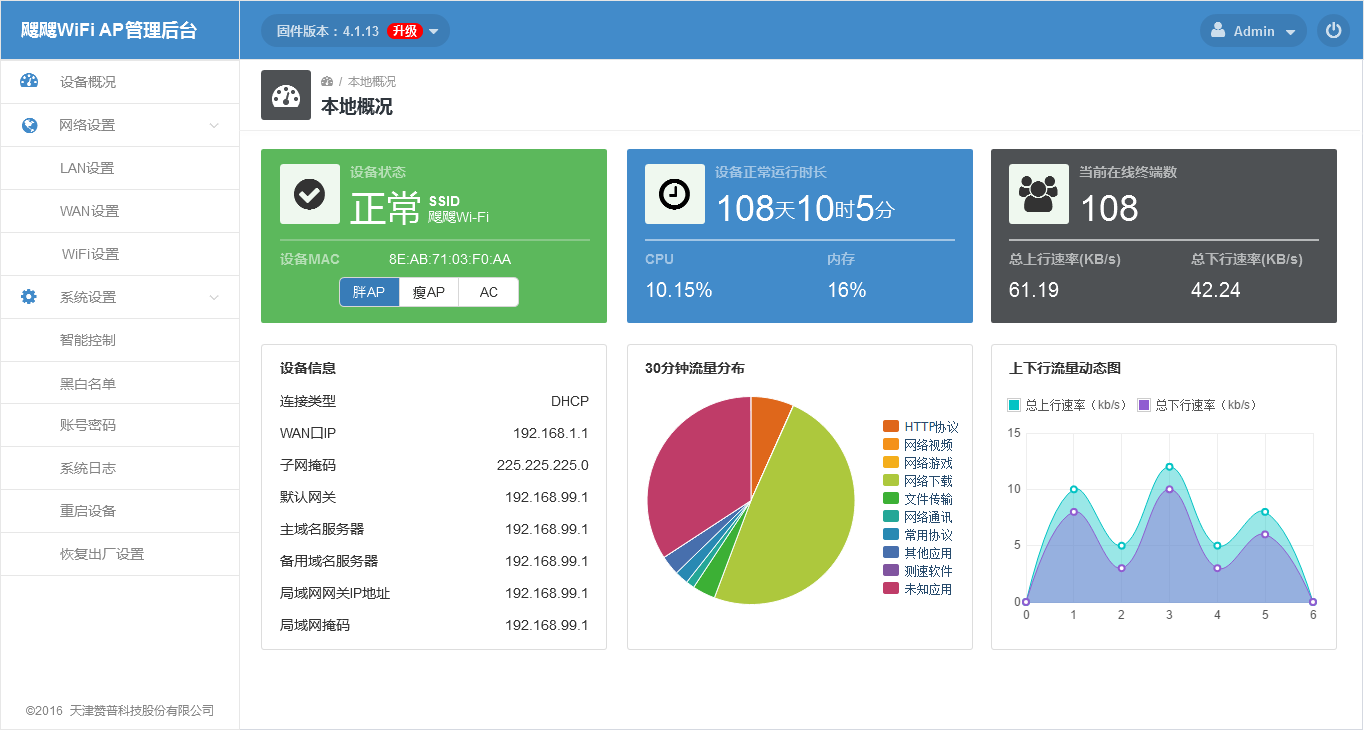 飓飓WiFi AP管理后台
固件版本：4.1.13 升级
Admin
设备概况
网络设置
LAN设置
WAN设置
WiFi设置
系统设置
智能控制
黑白名单
账号密码
系统日志
重启设备
恢复出厂设置
©2016 天津赞普科技股份有限公司
/ 本地概况
本地概况
设备状态
正常 SSID
飓飓Wi-Fi
设备MAC 8E:AB:71:03:F0:AA
胖AP 瘦AP AC
设备正常运行时长
108天10时5分
CPU 内存
10.15% 16%
当前在线终端数
108
总上行速率(KB/s) 总下行速率(KB/s)
61.19 42.24
设备信息
连接类型 DHCP
WAN口IP 192.168.1.1
子网掩码 225.225.225.0
默认网关 192.168.99.1
主域名服务器 192.168.99.1
备用域名服务器 192.168.99.1
局域网网关IP地址 192.168.99.1
局域网掩码 192.168.99.1
30分钟流量分布
HTTP协议
网络视频
网络游戏
网络下载
文件传输
网络通讯
常用协议
其他应用
测速软件
未知应用
上下行流量动态图
总上行速率（kb/s） 总下行速率（kb/s）
15
10
5
0
0 1 2 3 4 5 6